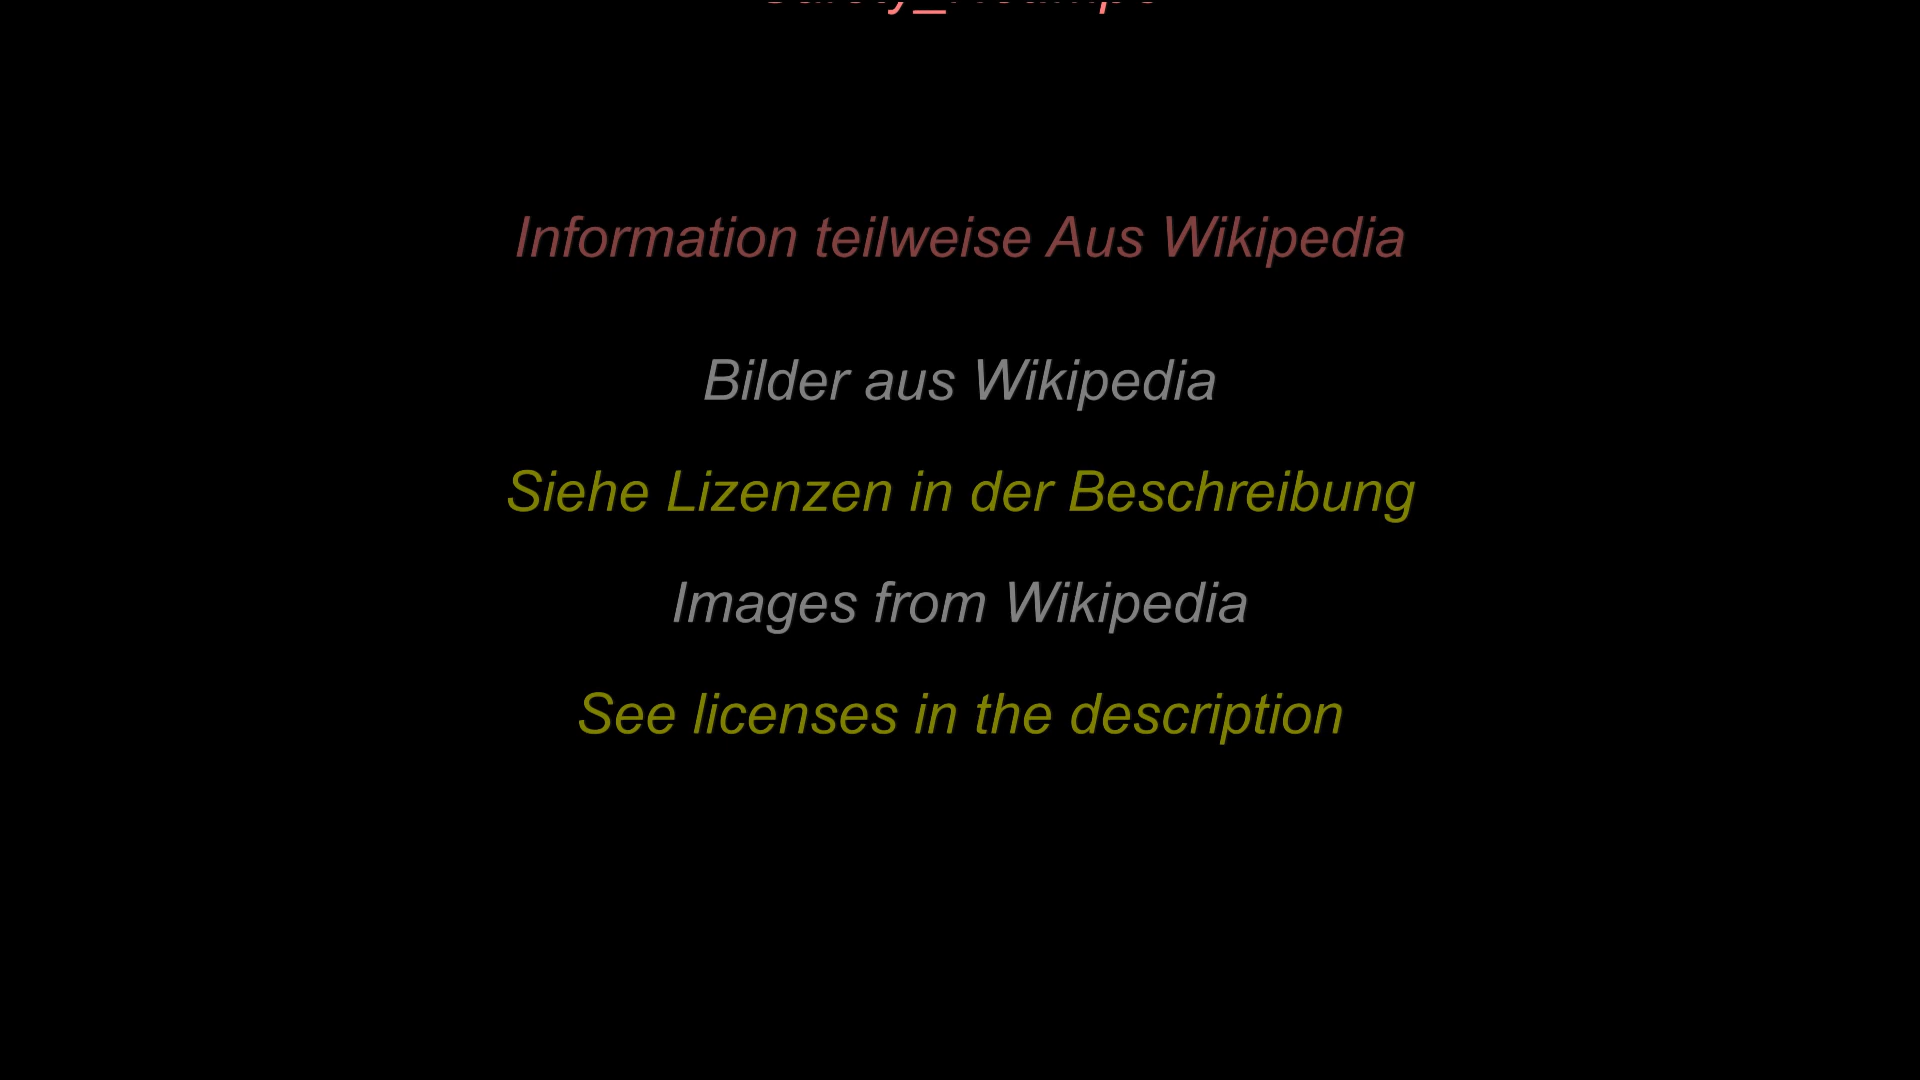 Information teilweise Aus Wikipedia
Bilder aus Wikipedia
Siehe Lizenzen in der Beschreibung
Images from Wikipedia
See licenses in the description